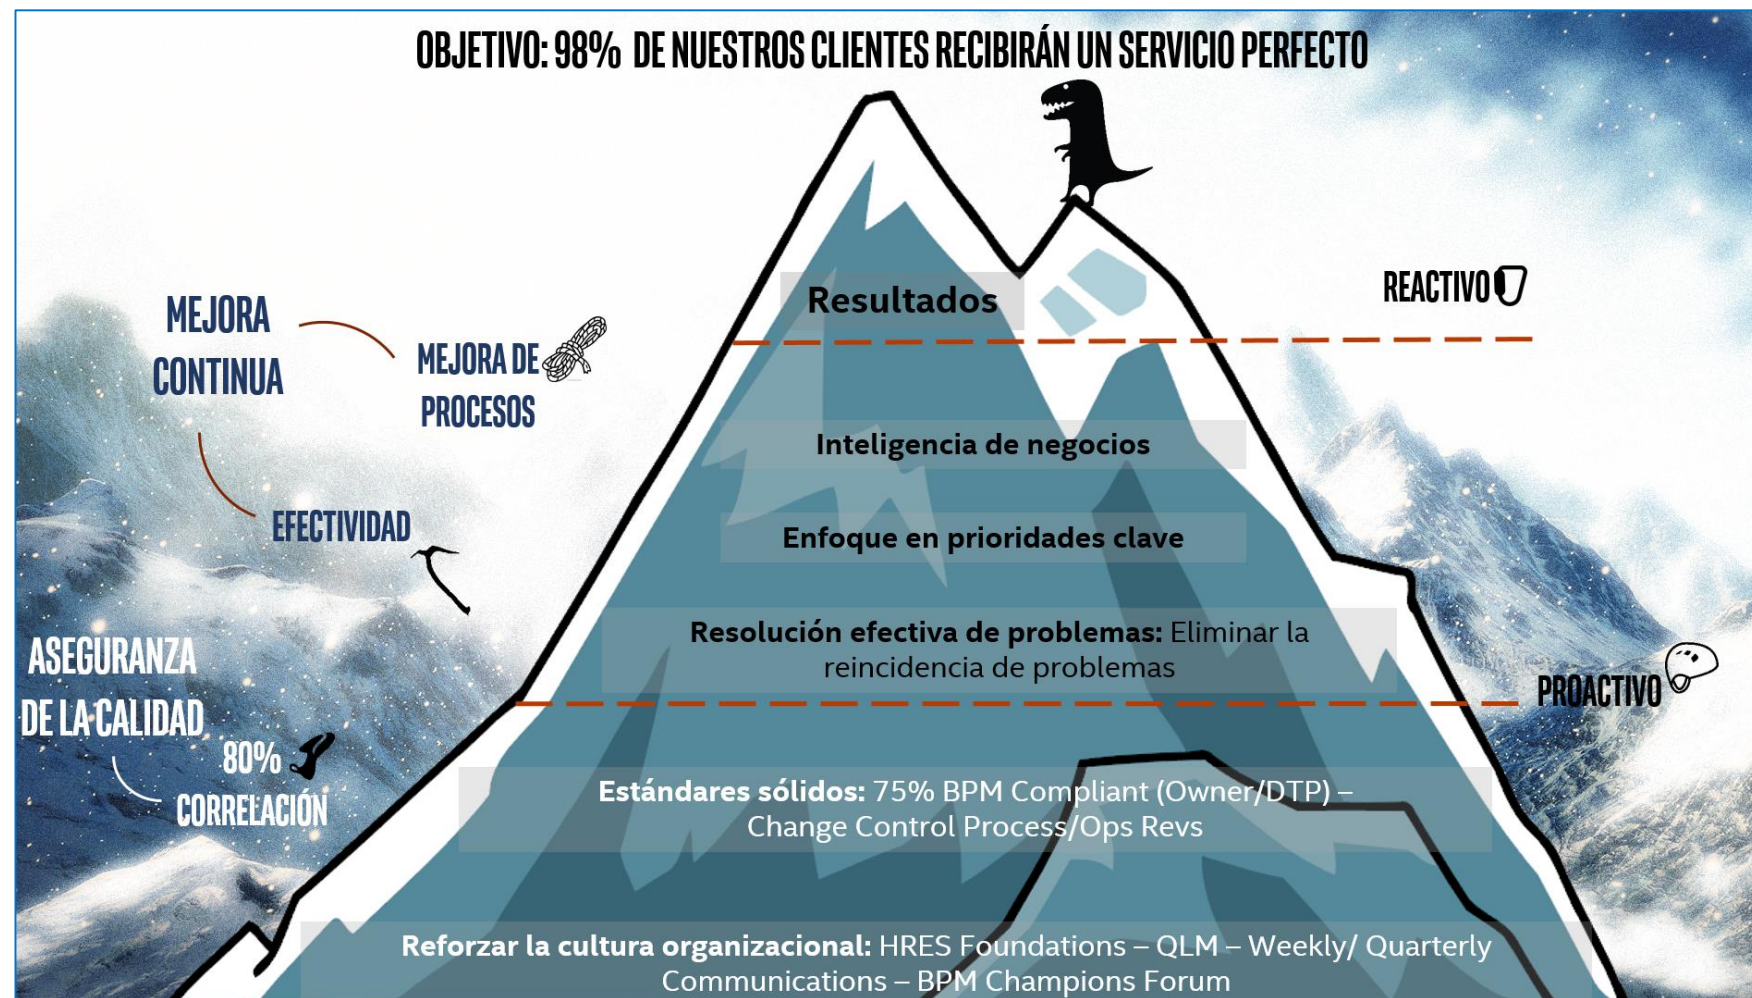 OBJETIVO: 98% DE NUESTROS CLIENTES RECIBIRÁN UN SERVICIO PERFECTO
Resultados
REACTIVO
MEJORA
CONTINUA
MEJORA DE
PROCESOS
Inteligencia de negocios
EFECTIVIDAD
Enfoque en prioridades clave
Resolución efectiva de problemas: Eliminar la
reincidencia de problemas
PROACTIVO
ASEGURANZA
DE LA CALIDAD
80%
CORRELACIÓN
Estándares sólidos: 75% BPM Compliant (Owner/DTP) –
Change Control Process/Ops Revs
Reforzar la cultura organizacional: HRES Foundations – QLM – Weekly/ Quarterly
Communications – BPM Champions Forum